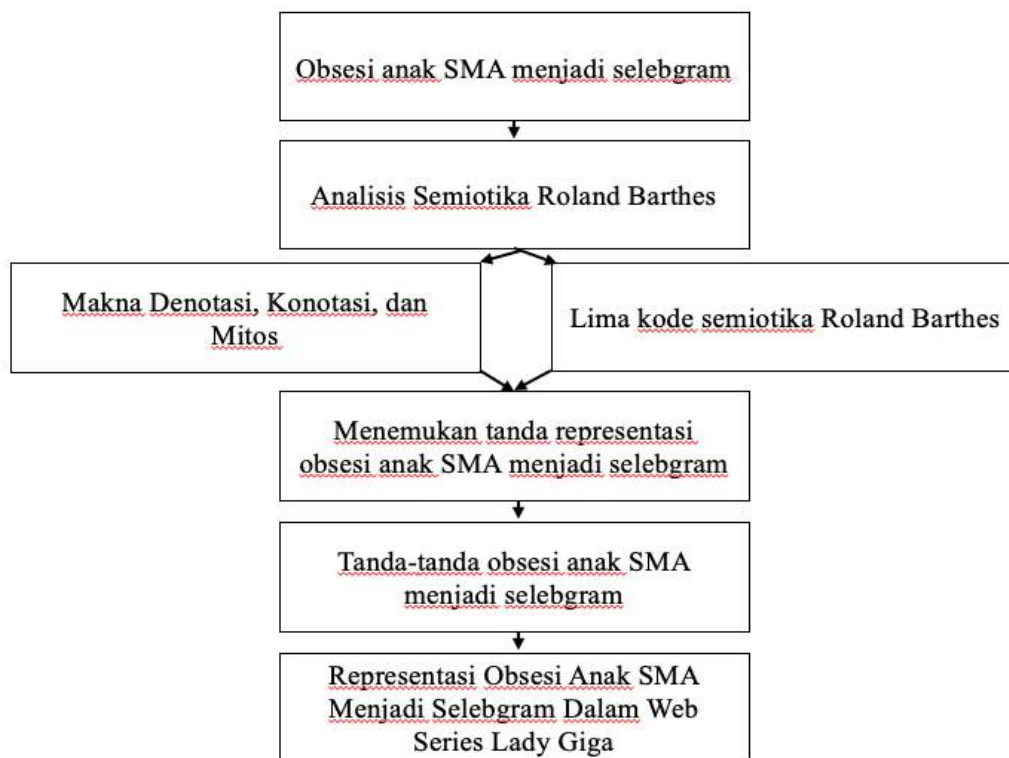 Obsesi anak SMA menjadi selebgram
Analisis Semiotika Roland Barthes
Makna Denotasi, Konotasi, dan
Mitos
Lima kode semiotika Roland Barthes
Menemukan tanda representasi
obsesi anak SMA menjadi selebgram
Tanda-tanda obsesi anak SMA
menjadi selebgram
Representasi Obsesi Anak SMA
Menjadi Selebgram Dalam Web
Series Lady Giga